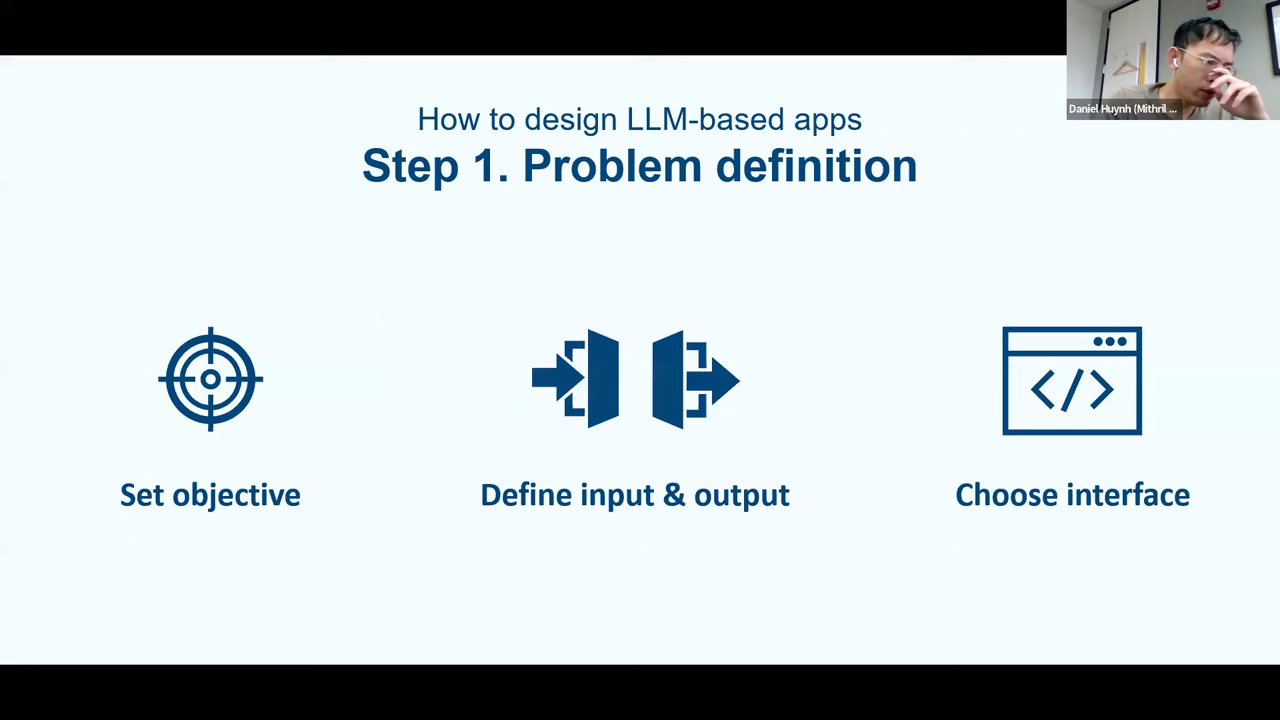 How to design LLM-based apps
Step 1. Problem definition
Daniel Huynh (Mithril ...
Set objective
Define input & output
</>
Choose interface